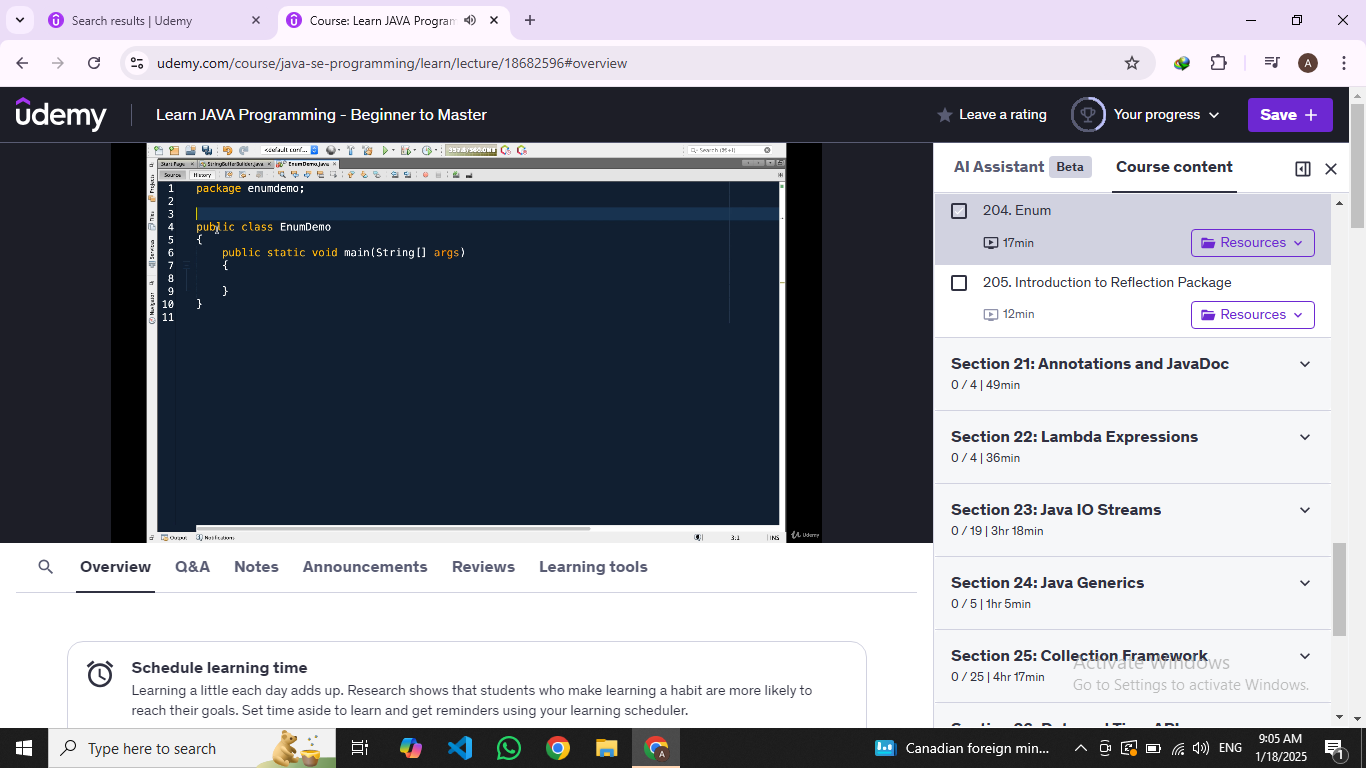 Search results | Udemy
Course: Learn JAVA Program
udemy.com/course/java-se-programming/learn/lecture/18682596#overview
A
udemy
Learn JAVA Programming - Beginner to Master
Leave a rating
Your progress
Save +
<default conf...
Search (⌘+I)
Start Page
StringBufferBuilder.java
EnumDemo.java
Source
History
Projects
Files
Services
Navigator
1 package enumdemo;
2
3
4 public class EnumDemo
5 {
6 public static void main(String[] args)
7 {
8
9 }
10 }
11
Output
Notifications
3:1
INS
Udemy
AI Assistant
Beta
Course content
204. Enum
17min
Resources
205. Introduction to Reflection Package
12min
Resources
Section 21: Annotations and JavaDoc
0 / 4 | 49min
Section 22: Lambda Expressions
0 / 4 | 36min
Section 23: Java IO Streams
0 / 19 | 3hr 18min
Section 24: Java Generics
0 / 5 | 1hr 5min
Section 25: Collection Framework
0 / 25 | 4hr 17min
Activate Windows
Go to Settings to activate Windows.
Overview
Q&A
Notes
Announcements
Reviews
Learning tools
Schedule learning time
Learning a little each day adds up. Research shows that students who make learning a habit are more likely to
reach their goals. Set time aside to learn and get reminders using your learning scheduler.
Type here to search
Canadian foreign min...
ENG
9:05 AM
1/18/2025
1